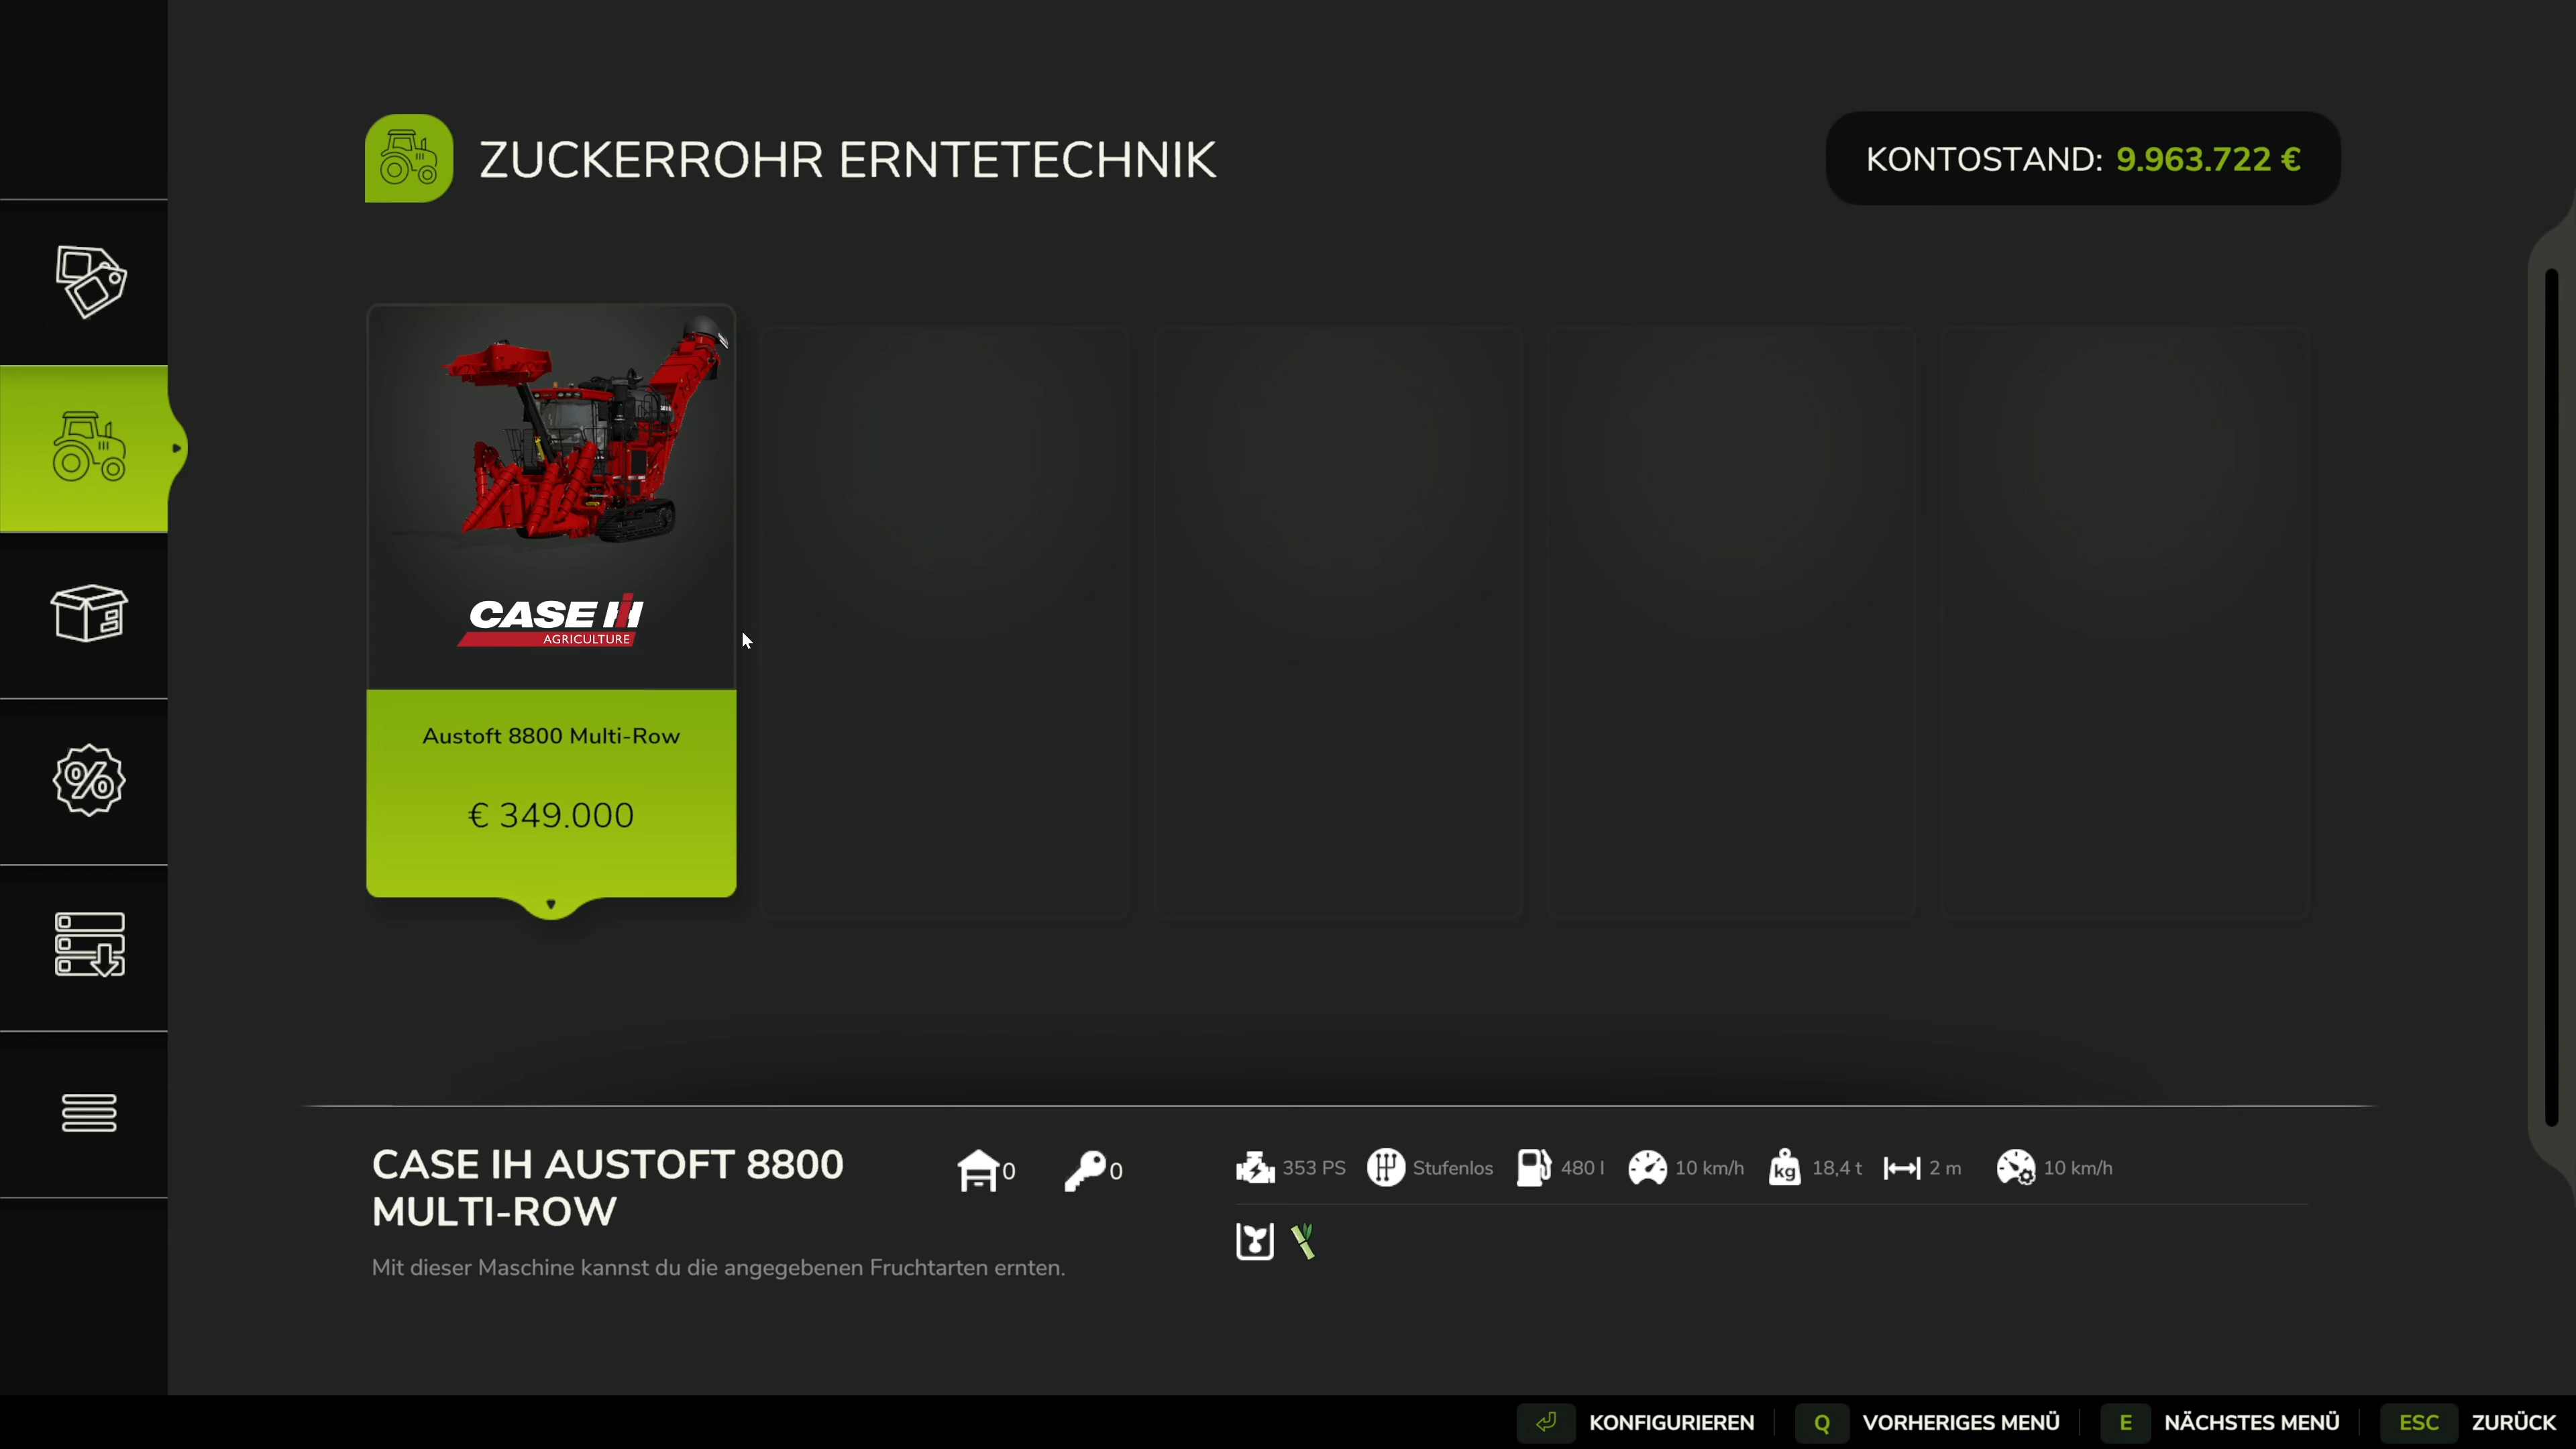 ZUCKERROHR ERNTETECHNIK
KONTOSTAND: 9.963.722 €
CASE IH
AGRICULTURE
Austoft 8800 Multi-Row
€ 349.000
CASE IH AUSTOFT 8800
MULTI-ROW
0
0
353 PS
Stufenlos
480 l
10 km/h
kg
18,4 t
2 m
10 km/h
Mit dieser Maschine kannst du die angegebenen Fruchtarten ernten.
KONFIGURIEREN
Q VORHERIGES MENÜ
E NÄCHSTES MENÜ
ESC ZURÜCK